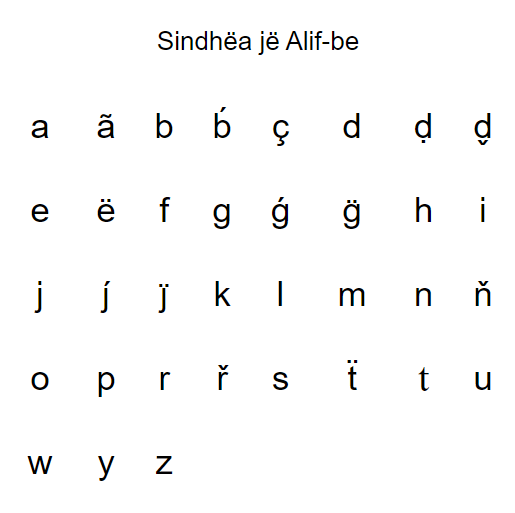 Sindhëa jë Alif-be
a ã b b́ ç d ḍ ḍ̬
e ë f g ǵ g̈ h i
j j́ j̈ k l m n ň
o p r ř s ẗ t u
w y z